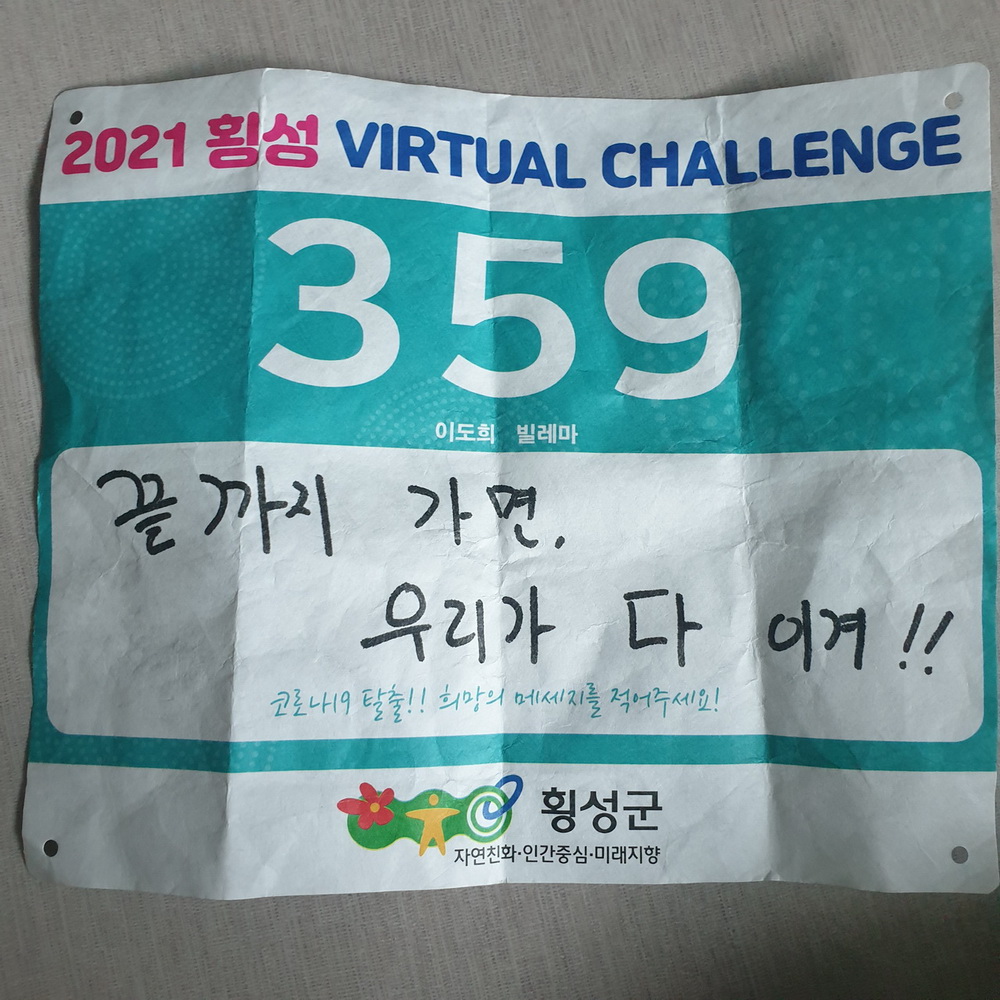 2021 횡성 VIRTUAL CHALLENGE
359
이도희 빌레마
끝까지 가면,
우리가 다 이겨!!
코로나19 탈출!! 희망의 메세지를 적어주세요!
횡성군
자연친화·인간중심·미래지향